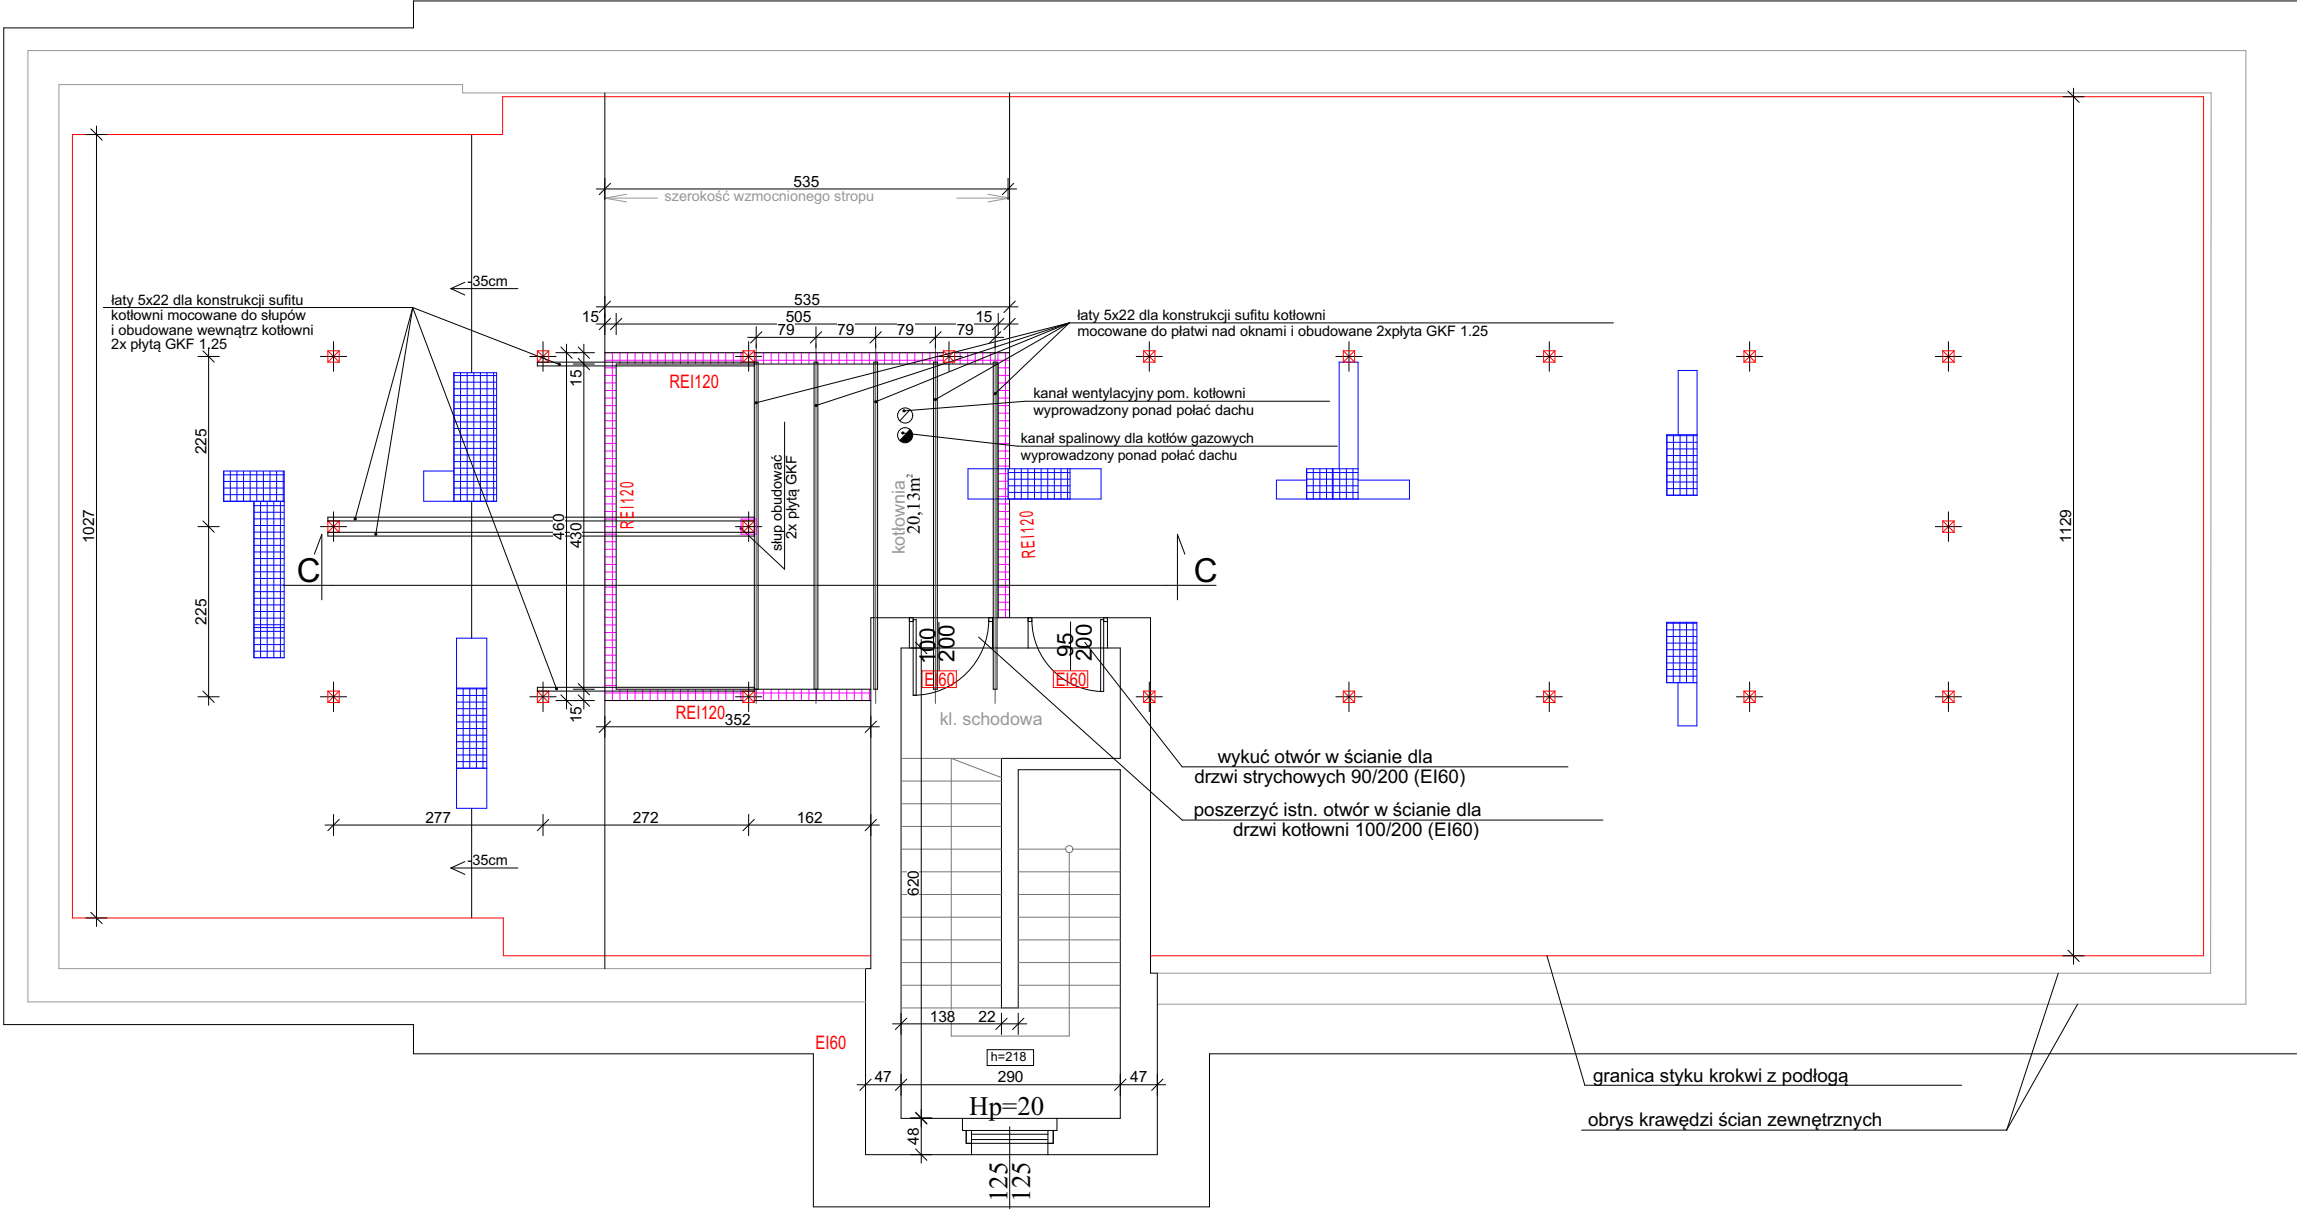 535
szerokość wzmocnionego stropu
-35cm
łaty 5x22 dla konstrukcji sufitu
kotłowni mocowane do słupów
i obudowane wewnątrz kotłowni
2x płytą GKF 1.25
535
15
505
15
79
79
79
79
łaty 5x22 dla konstrukcji sufitu kotłowni
mocowane do płatwi nad oknami i obudowane 2xpłyta GKF 1.25
15
REI120
kanał wentylacyjny pom. kotłowni
wyprowadzony ponad połać dachu
kanał spalinowy dla kotłów gazowych
wyprowadzony ponad połać dachu
225
1027
460
430
REI120
słup obudować
2x płytą GKF
kotłownia
20,13m²
REI120
1129
C
C
225
100
200
95
200
EI60
EI60
15
REI120
352
kl. schodowa
wykuć otwór w ścianie dla
drzwi strychowych 90/200 (EI60)
poszerzyć istn. otwór w ścianie dla
drzwi kotłowni 100/200 (EI60)
277
272
162
-35cm
620
138
22
EI60
h=218
47
290
47
granica styku krokwi z podłogą
Hp=20
obrys krawędzi ścian zewnętrznych
48
125
125